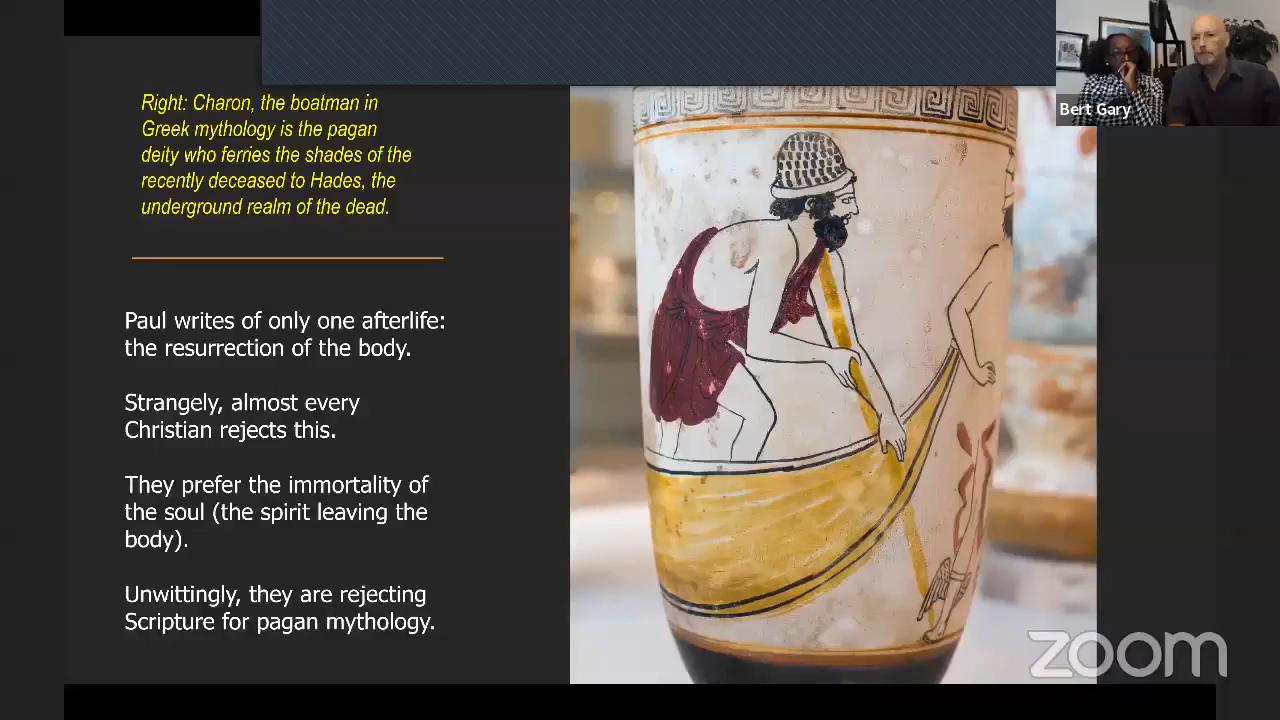 Right: Charon, the boatman in
Greek mythology is the pagan
deity who ferries the shades of the
recently deceased to Hades, the
underground realm of the dead.
Paul writes of only one afterlife:
the resurrection of the body.
Strangely, almost every
Christian rejects this.
They prefer the immortality of
the soul (the spirit leaving the
body).
Unwittingly, they are rejecting
Scripture for pagan mythology.
Bert Gary
zoom